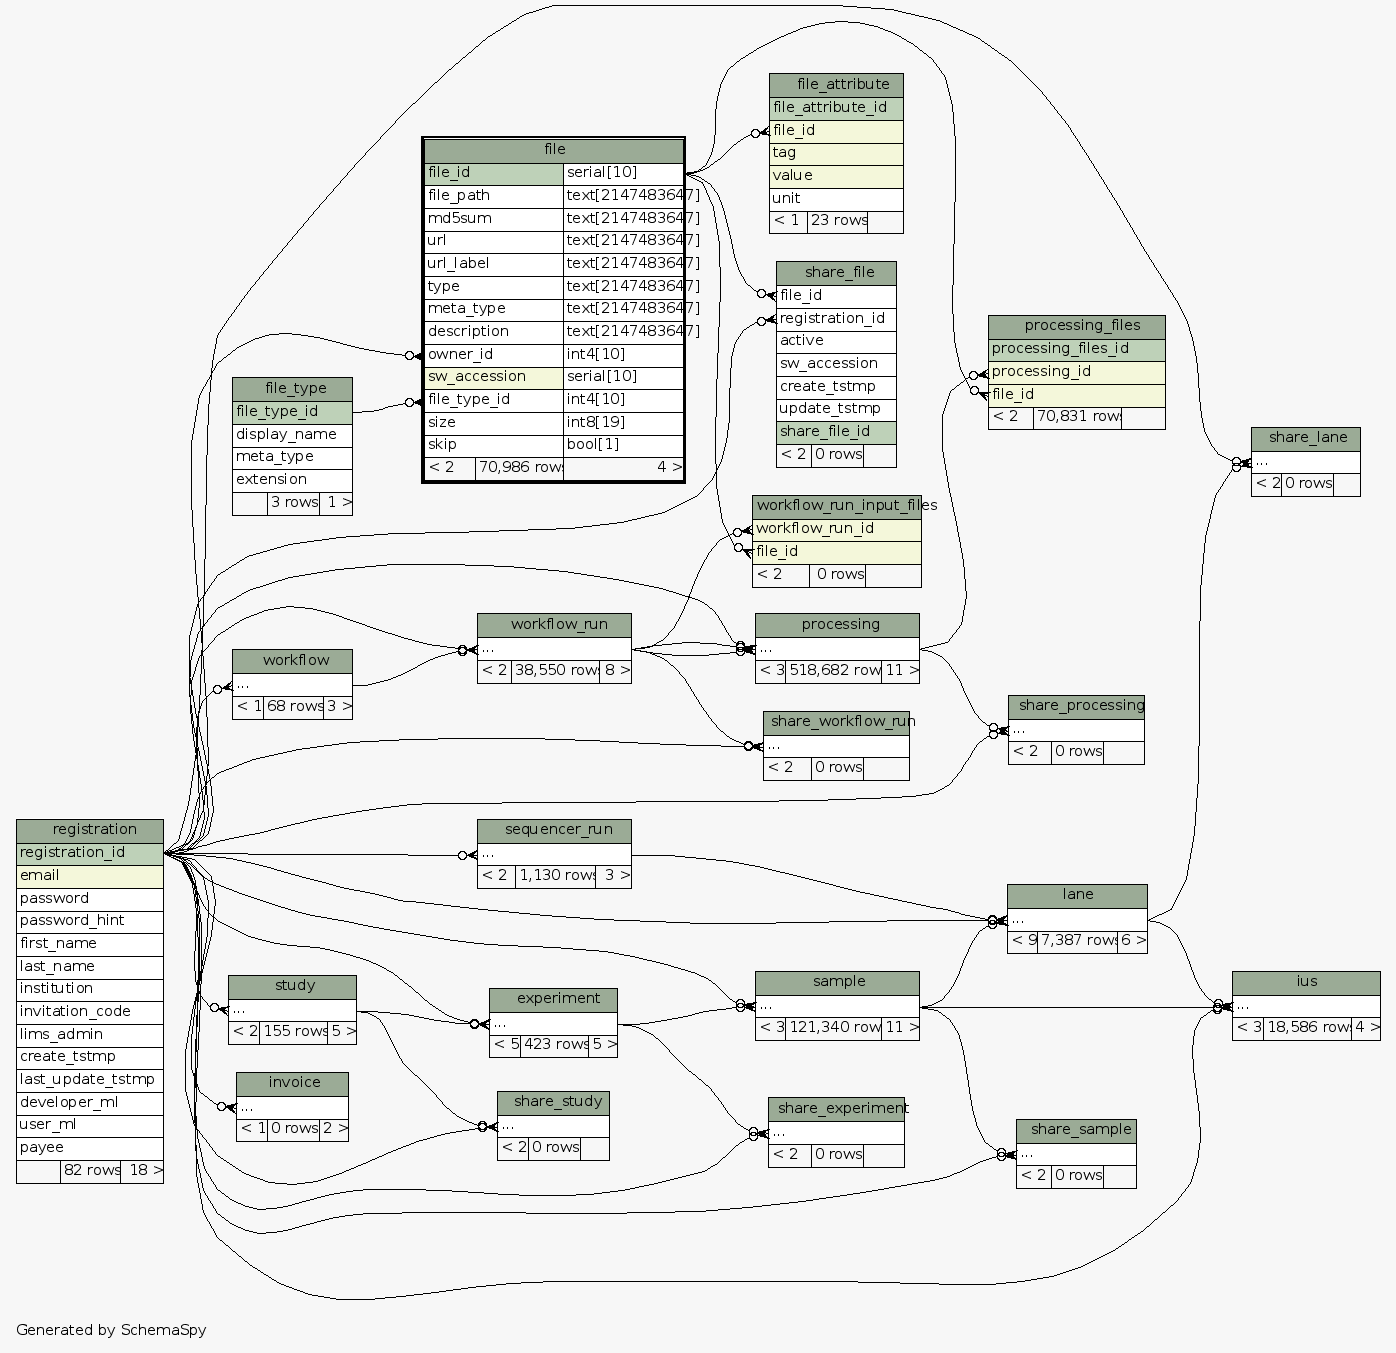 file_attribute
file_attribute_id
file_id
tag
value
unit
< 1 23 rows
file
file_id serial[10]
file_path text[2147483647]
md5sum text[2147483647]
url text[2147483647]
url_label text[2147483647]
type text[2147483647]
meta_type text[2147483647]
description text[2147483647]
owner_id int4[10]
sw_accession serial[10]
file_type_id int4[10]
size int8[19]
skip bool[1]
< 2 70,986 rows 4 >
share_file
file_id
registration_id
active
sw_accession
create_tstmp
update_tstmp
share_file_id
< 2 0 rows
processing_files
processing_files_id
processing_id
file_id
< 2 70,831 rows
file_type
file_type_id
display_name
meta_type
extension
3 rows 1 >
share_lane
...
< 2 0 rows
workflow_run_input_files
workflow_run_id
file_id
< 2 0 rows
workflow_run
...
< 2 38,550 rows 8 >
processing
...
< 3 518,682 rows 11 >
workflow
...
< 1 68 rows 3 >
share_workflow_run
...
< 2 0 rows
share_processing
...
< 2 0 rows
registration
registration_id
email
password
password_hint
first_name
last_name
institution
invitation_code
lims_admin
create_tstmp
last_update_tstmp
developer_ml
user_ml
payee
82 rows 18 >
sequencer_run
...
< 2 1,130 rows 3 >
lane
...
< 9 7,387 rows 6 >
study
...
< 2 155 rows 5 >
experiment
...
< 5 423 rows 5 >
sample
...
< 3 121,340 rows 11 >
ius
...
< 3 18,586 rows 4 >
invoice
...
< 1 0 rows 2 >
share_study
...
< 2 0 rows
share_experiment
...
< 2 0 rows
share_sample
...
< 2 0 rows
Generated by SchemaSpy